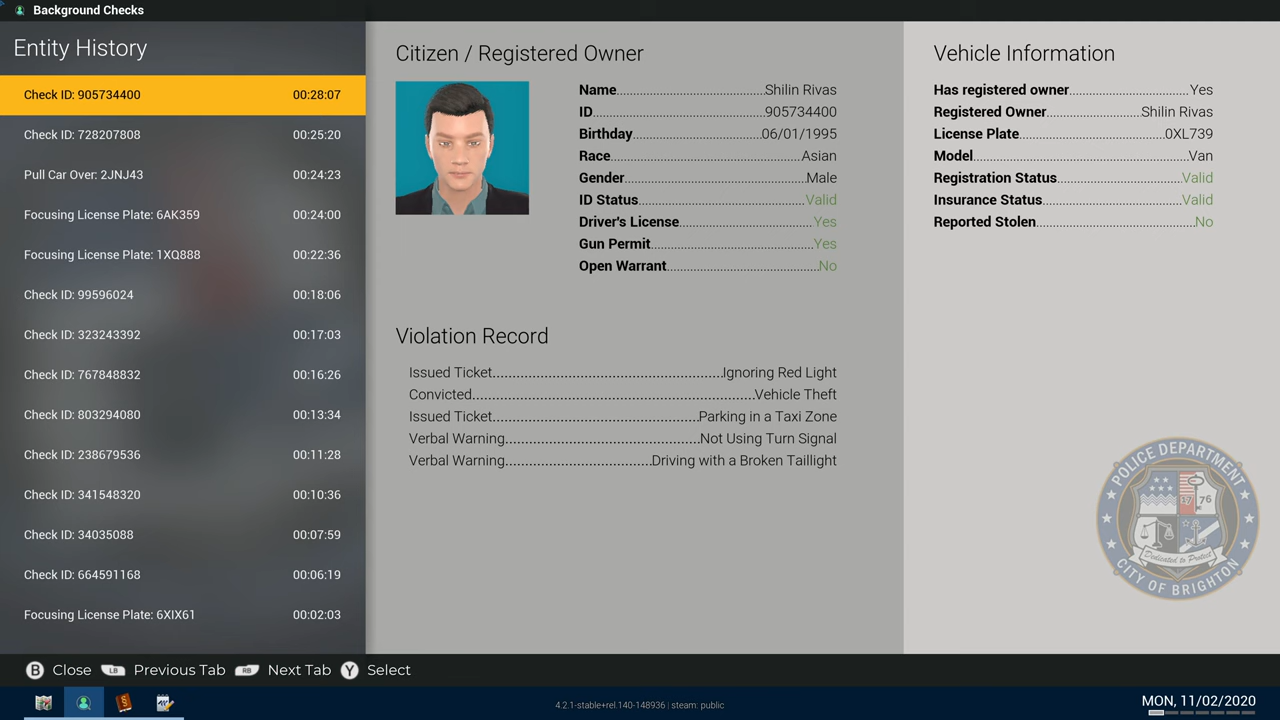 Background Checks
Entity History
Check ID: 905734400 00:28:07
Check ID: 728207808 00:25:20
Pull Car Over: 2JNJ43 00:24:23
Focusing License Plate: 6AK359 00:24:00
Focusing License Plate: 1XQ888 00:22:36
Check ID: 99596024 00:18:06
Check ID: 323243392 00:17:03
Check ID: 767848832 00:16:26
Check ID: 803294080 00:13:34
Check ID: 238679536 00:11:28
Check ID: 341548320 00:10:36
Check ID: 34035088 00:07:59
Check ID: 664591168 00:06:19
Focusing License Plate: 6XIX61 00:02:03
Citizen / Registered Owner
Name Shilin Rivas
ID 905734400
Birthday 06/01/1995
Race Asian
Gender Male
ID Status Valid
Driver's License Yes
Gun Permit Yes
Open Warrant No
Violation Record
Issued Ticket Ignoring Red Light
Convicted Vehicle Theft
Issued Ticket Parking in a Taxi Zone
Verbal Warning Not Using Turn Signal
Verbal Warning Driving with a Broken Taillight
Vehicle Information
Has registered owner Yes
Registered Owner Shilin Rivas
License Plate 0XL739
Model Van
Registration Status Valid
Insurance Status Valid
Reported Stolen No
POLICE DEPARTMENT
17 76
Dedicated to Protect
CITY OF BRIGHTON
B Close LB Previous Tab RB Next Tab Y Select
4.2.1-stable+rel.140-148936 | steam: public
MON, 11/02/2020